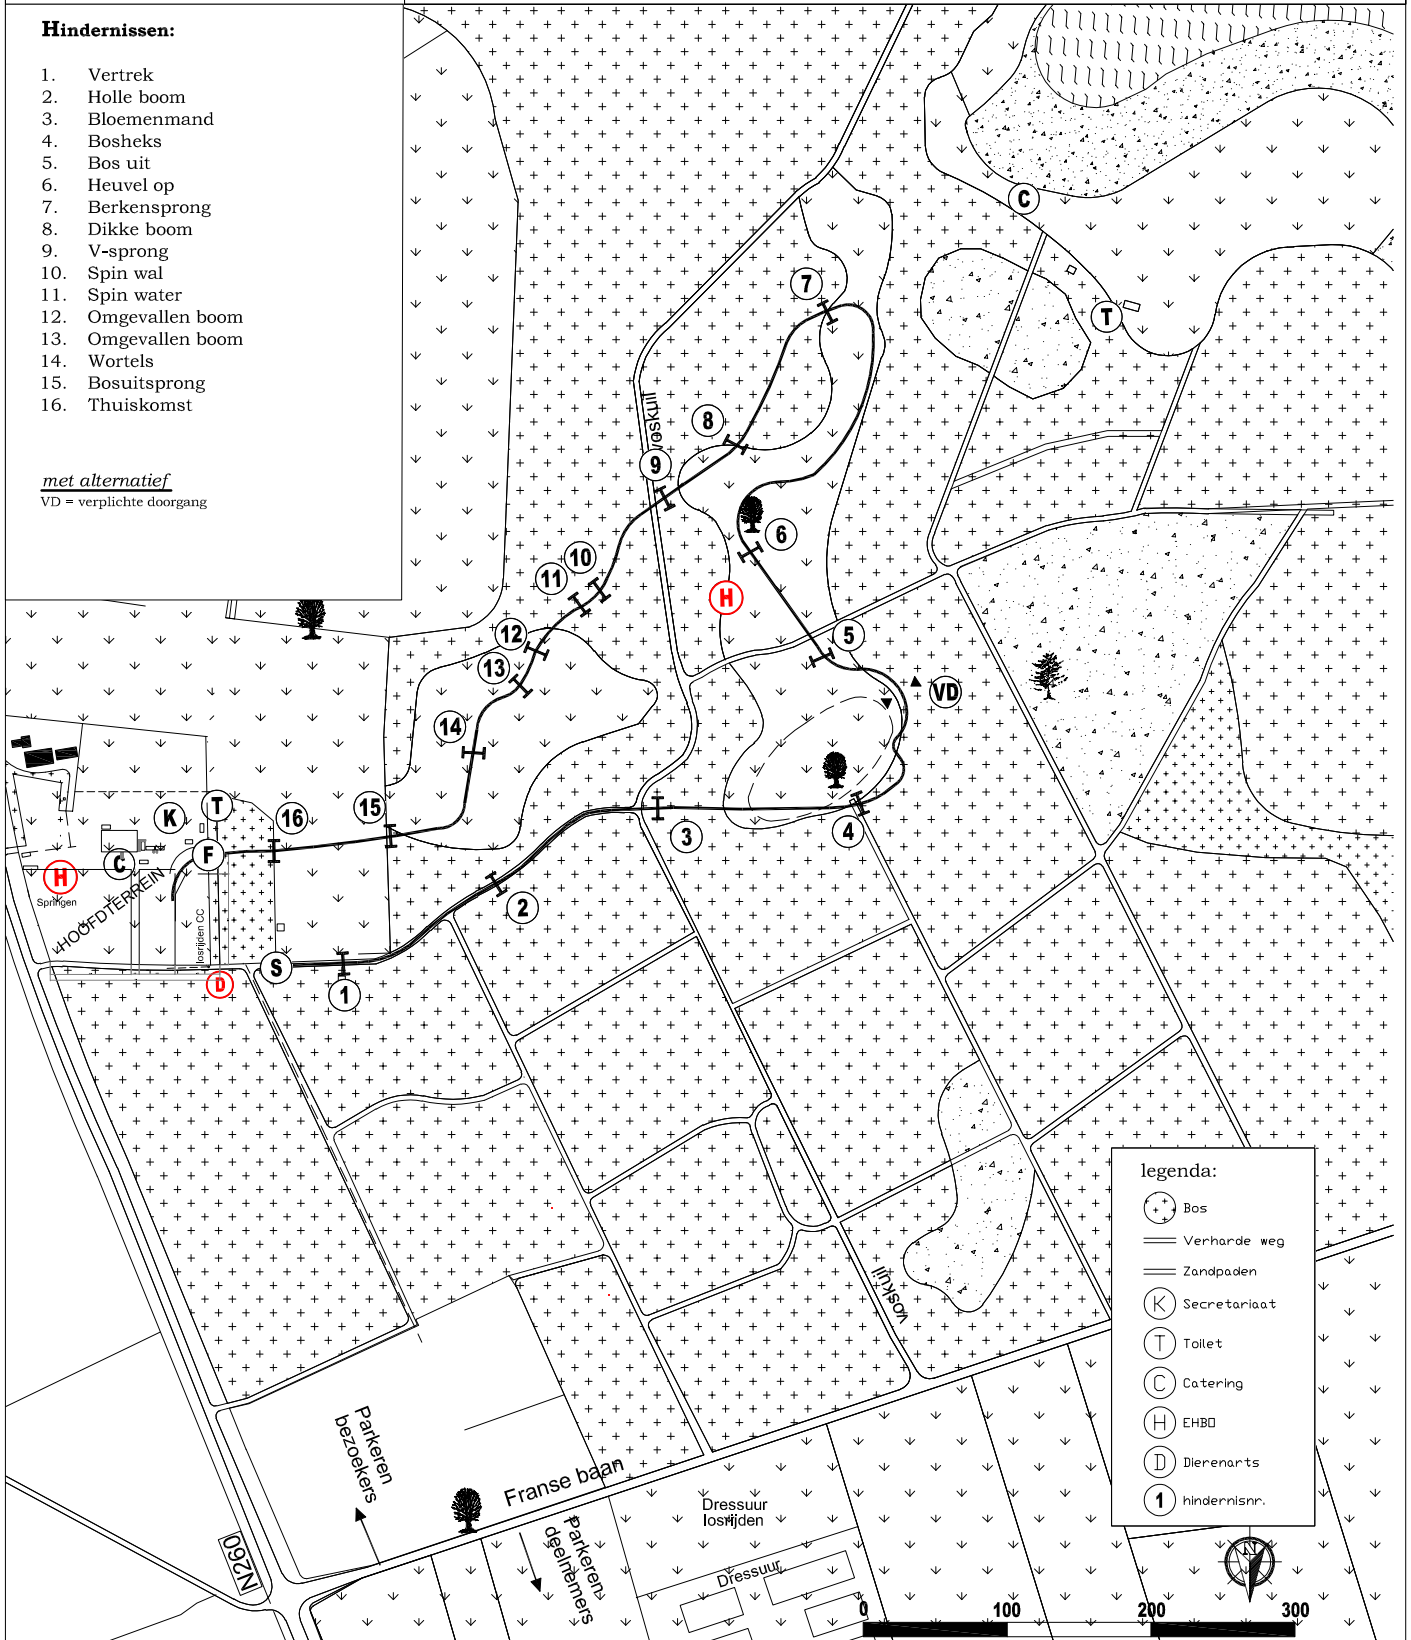 Hindernissen:
1. Vertrek
2. Holle boom
3. Bloemenmand
4. Bosheks
5. Bos uit
6. Heuvel op
7. Berkensprong
8. Dikke boom
9. V-sprong
10. Spin wal
11. Spin water
12. Omgevallen boom
13. Omgevallen boom
14. Wortels
15. Bosuitsprong
16. Thuiskomst
met alternatief
VD = verplichte doorgang
C
T
7
voskuil
8
9
6
10
11
H
12
5
13
VD
14
T
15
K
16
3
4
F
C
H
Springen
HOOFDTERREIN
2
losrijden CC
S
D
1
voskuil
legenda:
Bos
Verharde weg
Zandpaden
K Secretariaat
T Toilet
C Catering
H EHBO
D Dierenarts
1 hindernisnr.
Parkeren
bezoekers
Franse baan
Parkeren
deelnemers
Dressuur
losrijden
Dressuur
N260
N
0 100 200 300